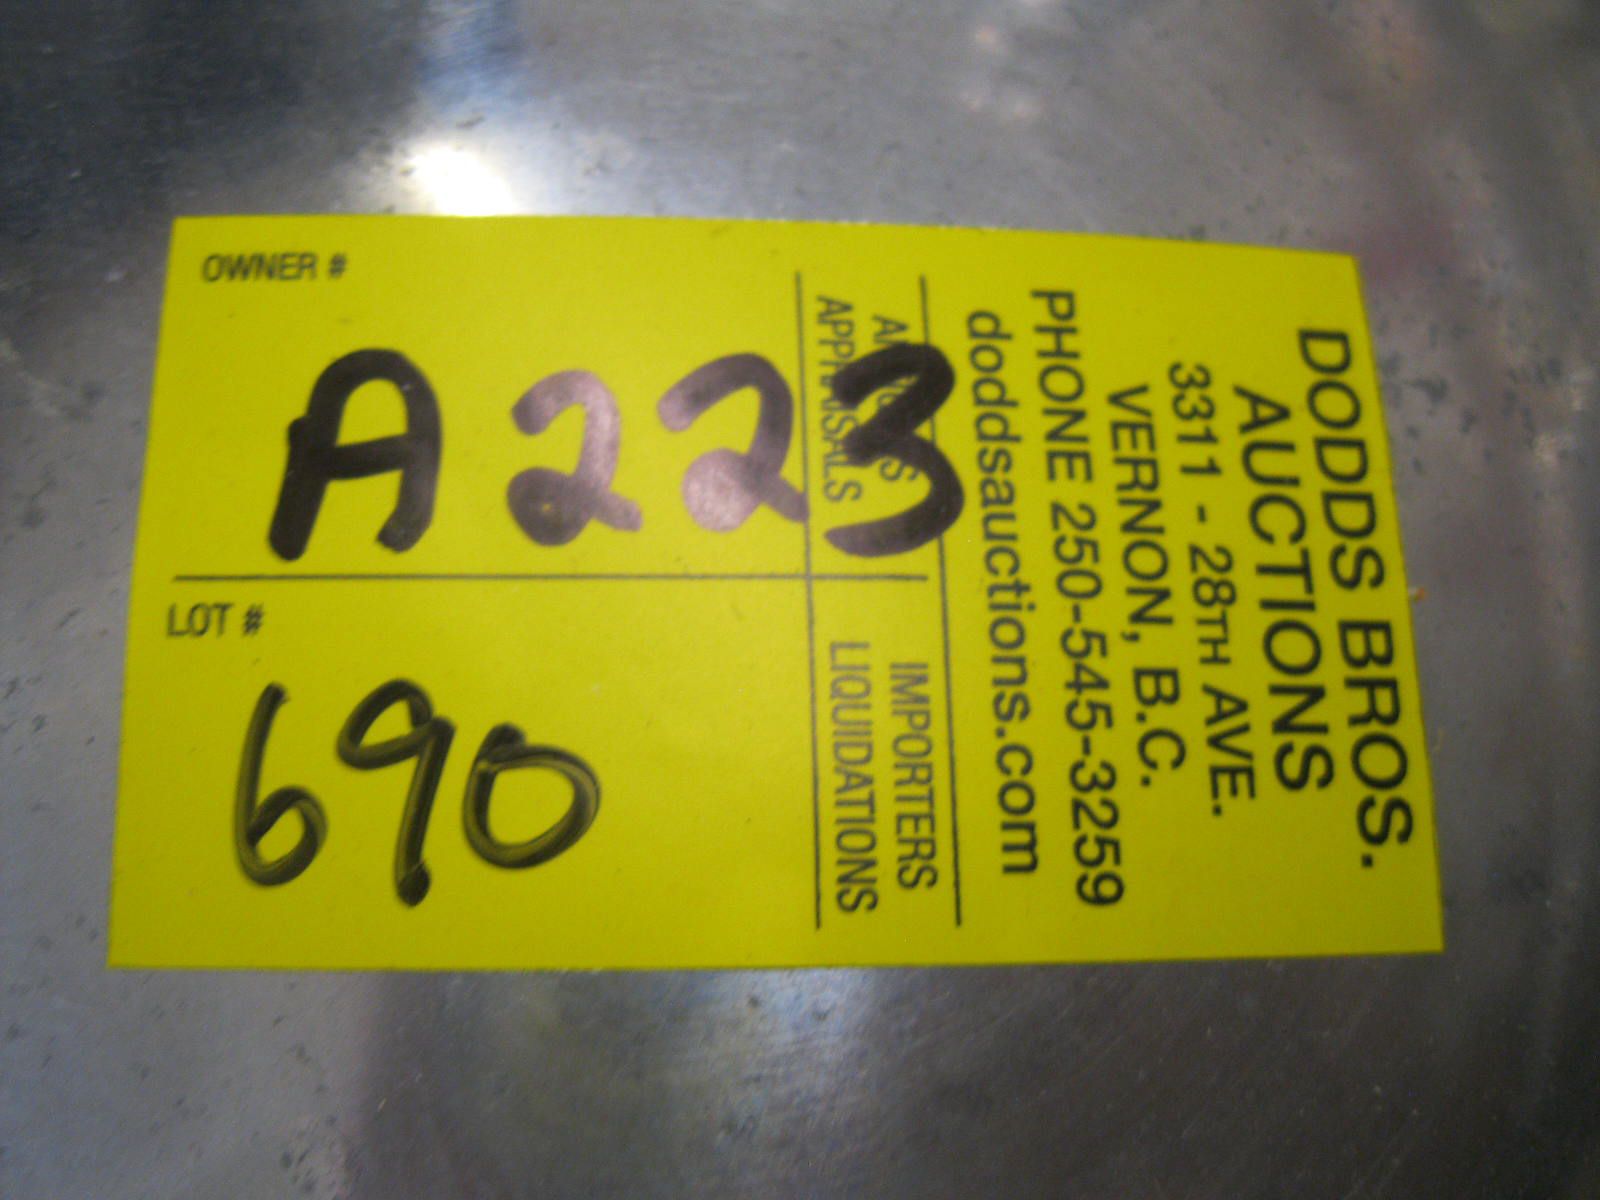 DODDS BROS.
AUCTIONS
3311 - 28TH AVE.
VERNON, B.C.
PHONE 250-545-3259
doddsauctions.com
IMPORTERS
APPRAISALS LIQUIDATIONS
OWNER #
A223
LOT #
690